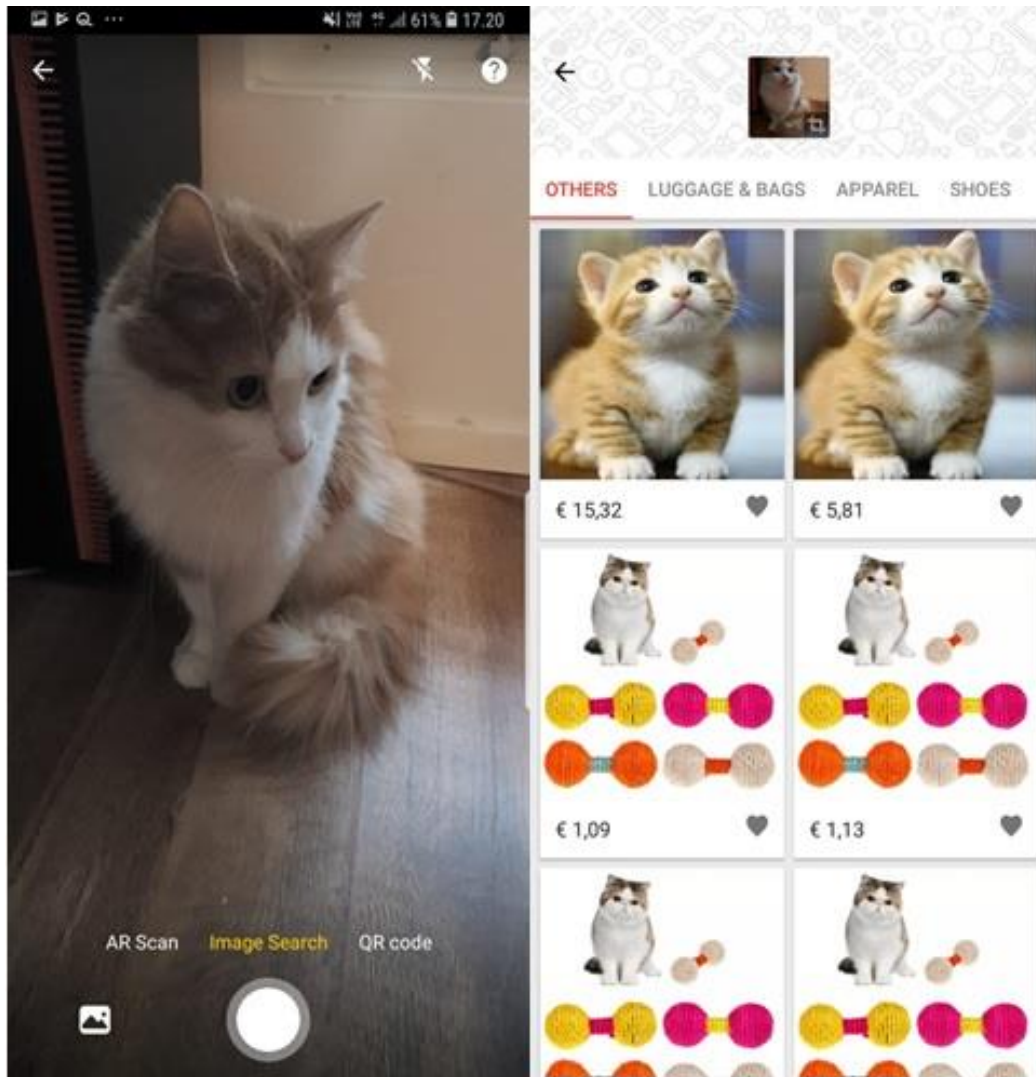 61% 17.20
AR Scan Image Search QR code
OTHERS LUGGAGE & BAGS APPAREL SHOES
€ 15,32 € 5,81
€ 1,09 € 1,13